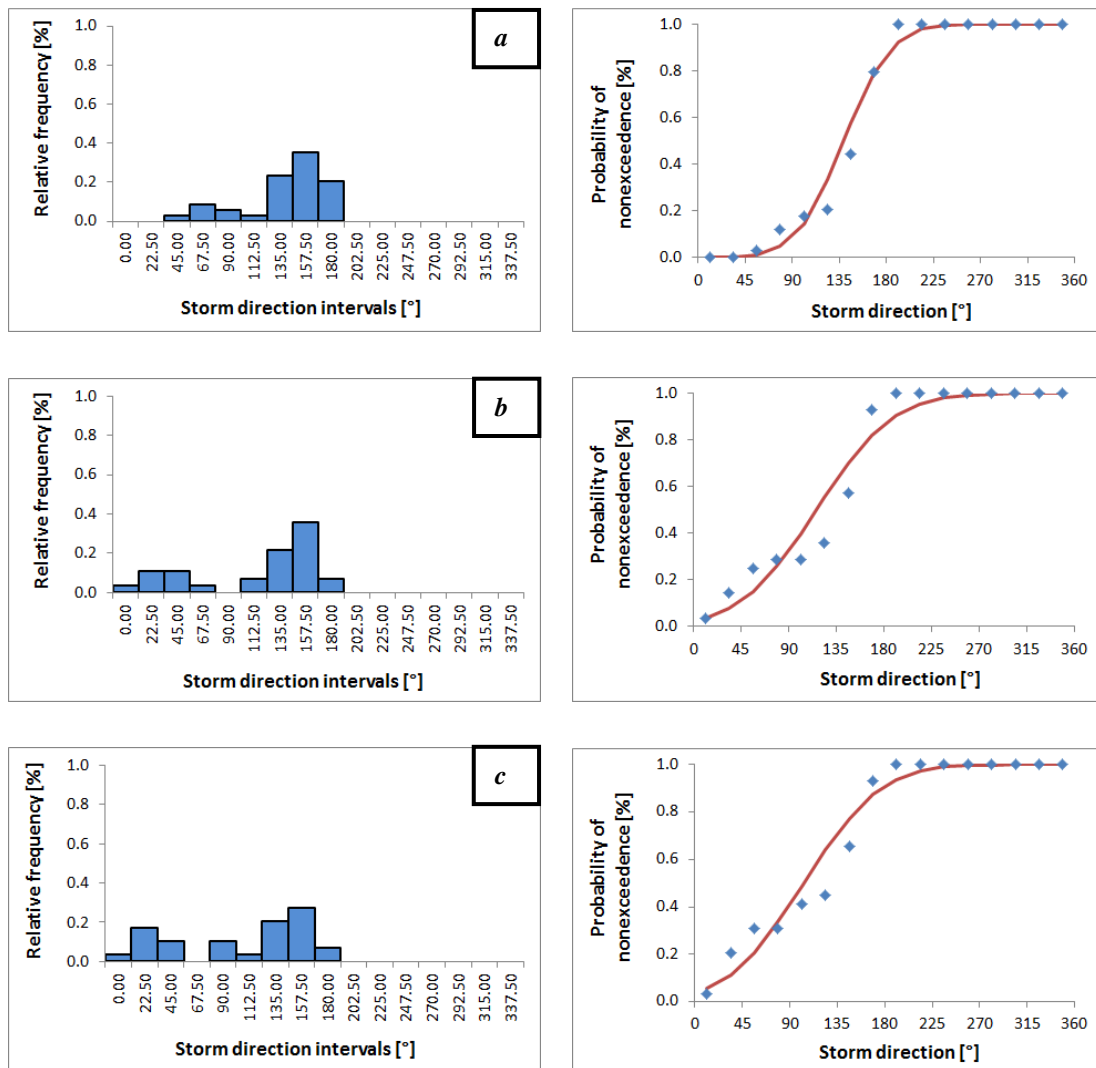 a
Relative frequency [%]
1.0
0.8
0.6
0.4
0.2
0.0
0.00 22.50 45.00 67.50 90.00 112.50 135.00 157.50 180.00 202.50 225.00 247.50 270.00 292.50 315.00 337.50
Storm direction intervals [°]
Probability of
nonexceedence [%]
1.0
0.8
0.6
0.4
0.2
0.0
0 45 90 135 180 225 270 315 360
Storm direction [°]
b
Relative frequency [%]
1.0
0.8
0.6
0.4
0.2
0.0
0.00 22.50 45.00 67.50 90.00 112.50 135.00 157.50 180.00 202.50 225.00 247.50 270.00 292.50 315.00 337.50
Storm direction intervals [°]
Probability of
nonexceedence [%]
1.0
0.8
0.6
0.4
0.2
0.0
0 45 90 135 180 225 270 315 360
Storm direction [°]
c
Relative frequency [%]
1.0
0.8
0.6
0.4
0.2
0.0
0.00 22.50 45.00 67.50 90.00 112.50 135.00 157.50 180.00 202.50 225.00 247.50 270.00 292.50 315.00 337.50
Storm direction intervals [°]
Probability of
nonexceedence [%]
1.0
0.8
0.6
0.4
0.2
0.0
0 45 90 135 180 225 270 315 360
Storm direction [°]